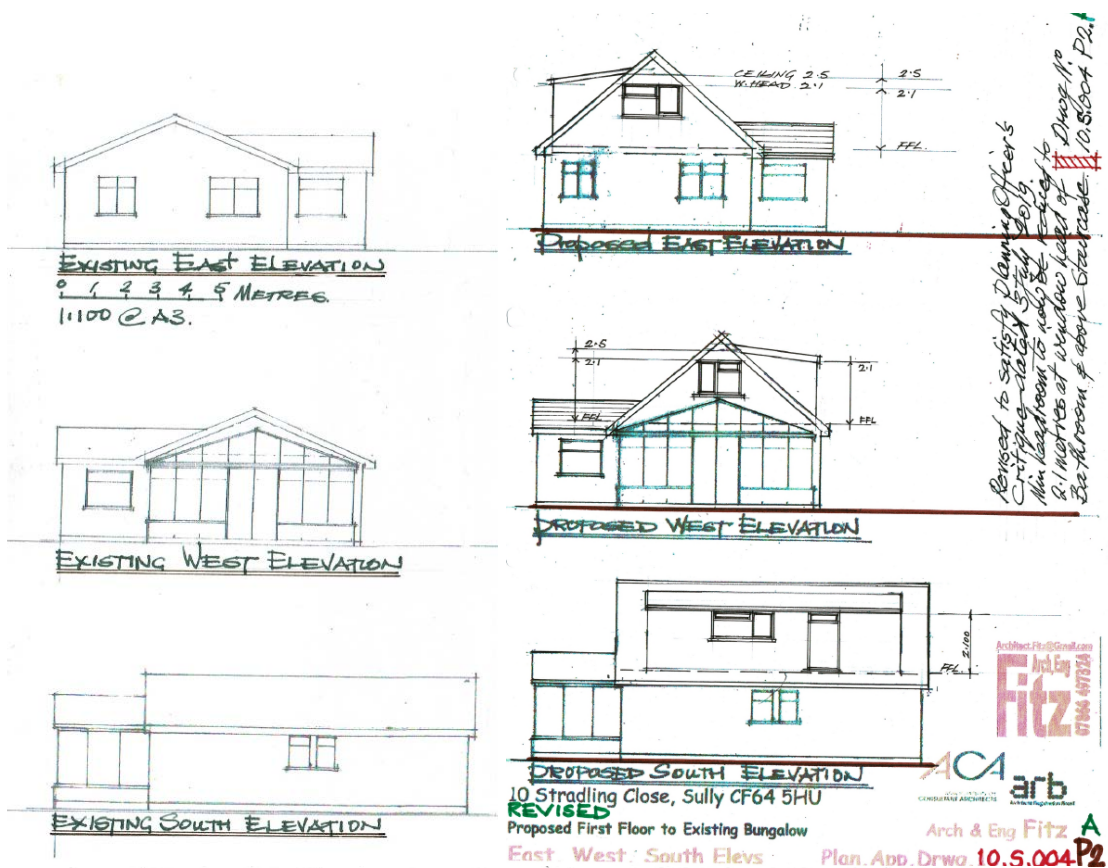 EXISTING EAST ELEVATION
0 1 2 3 4 5 METRES.
1:100 @ A3.
EXISTING WEST ELEVATION
EXISTING SOUTH ELEVATION
CEILING 2.5
W.HEAD 2.1
2.5
2.1
FFL.
Proposed EAST ELEVATION
2.5
2.1
FFL
2.1
FFL
PROPOSED WEST ELEVATION
2.100
FFL
PROPOSED SOUTH ELEVATION
Revised to satisfy Planning Officer's
Critique dated 3 July 2019.
Min headroom to only be reduced to
2.1 metres at window head of
Bathroom & above Staircase.
Drwg No
10.S.004 P2.A
Architect.Fitz@Gmail.com
Arch, Eng
Fitz
ACA
arb
10 Stradling Close, Sully CF64 5HU
REVISED
Proposed First Floor to Existing Bungalow
East. West. South Elevs
Arch & Eng Fitz A
Plan. App. Drwg. 10.S.004 P2